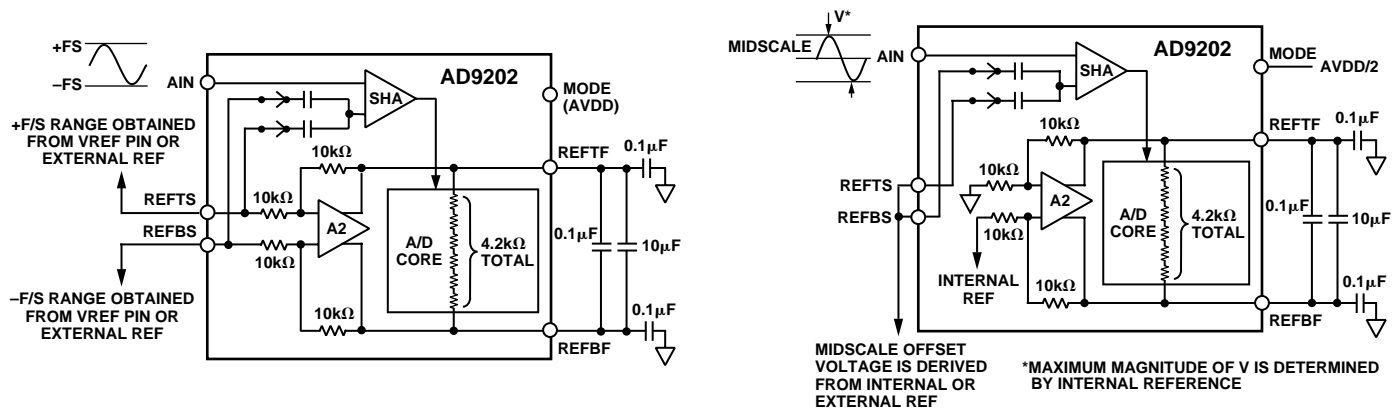 +FS
–FS
AIN
AD9202
SHA
MODE
(AVDD)
+F/S RANGE OBTAINED
FROM VREF PIN OR
EXTERNAL REF
10kΩ
REFTF
0.1µF
REFTS
10kΩ
A2
REFBS
10kΩ
A/D
CORE
4.2kΩ
TOTAL
0.1µF
10µF
–F/S RANGE OBTAINED
FROM VREF PIN OR
EXTERNAL REF
10kΩ
0.1µF
REFBF
V*
MIDSCALE
AIN
AD9202
SHA
MODE
AVDD/2
10kΩ
REFTF
0.1µF
REFTS
10kΩ
A2
REFBS
10kΩ
A/D
CORE
4.2kΩ
TOTAL
0.1µF
10µF
INTERNAL
REF
10kΩ
0.1µF
REFBF
MIDSCALE OFFSET
VOLTAGE IS DERIVED
FROM INTERNAL OR
EXTERNAL REF
*MAXIMUM MAGNITUDE OF V IS DETERMINED
BY INTERNAL REFERENCE